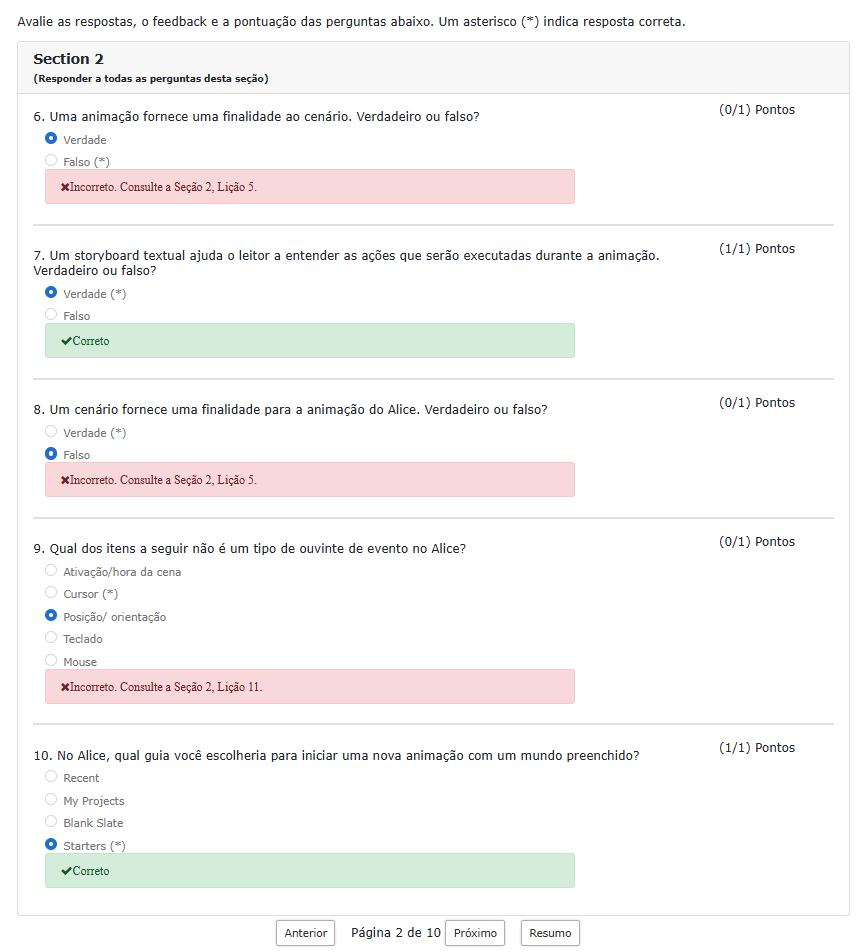 Avalie as respostas, o feedback e a pontuação das perguntas abaixo. Um asterisco (*) indica resposta correta.
Section 2
(Responder a todas as perguntas desta seção)
6. Uma animação fornece uma finalidade ao cenário. Verdadeiro ou falso?
(0/1) Pontos
Verdade
Falso (*)
✖Incorreto. Consulte a Seção 2, Lição 5.
7. Um storyboard textual ajuda o leitor a entender as ações que serão executadas durante a animação.
Verdadeiro ou falso?
(1/1) Pontos
Verdade (*)
Falso
✔Correto
8. Um cenário fornece uma finalidade para a animação do Alice. Verdadeiro ou falso?
(0/1) Pontos
Verdade (*)
Falso
✖Incorreto. Consulte a Seção 2, Lição 5.
9. Qual dos itens a seguir não é um tipo de ouvinte de evento no Alice?
(0/1) Pontos
Ativação/hora da cena
Cursor (*)
Posição/ orientação
Teclado
Mouse
✖Incorreto. Consulte a Seção 2, Lição 11.
10. No Alice, qual guia você escolheria para iniciar uma nova animação com um mundo preenchido?
(1/1) Pontos
Recent
My Projects
Blank Slate
Starters (*)
✔Correto
Anterior Página 2 de 10 Próximo Resumo